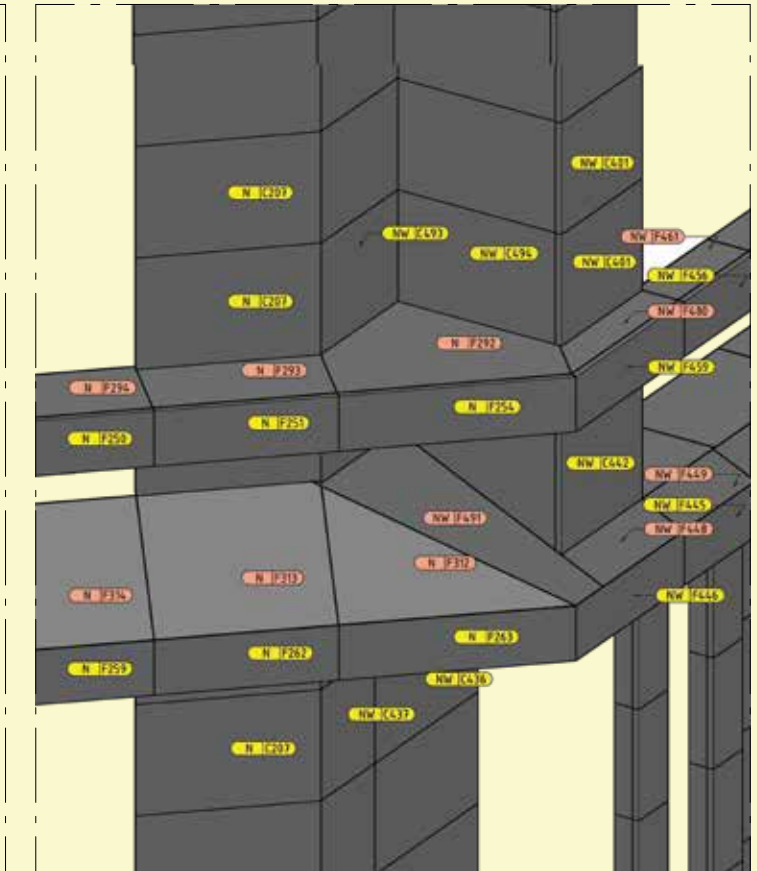 NW C401
N C207
NW C493
NW F461
NW C494
NW C401
NW F456
N C207
NW F480
N F292
NW F459
N F293
N F294
N F254
N F251
N F250
NW C442
NW F449
NW F445
NW F491
NW F448
N F312
N F313
N F314
NW F446
N F263
N F262
N F259
NW C436
NW C437
N C207